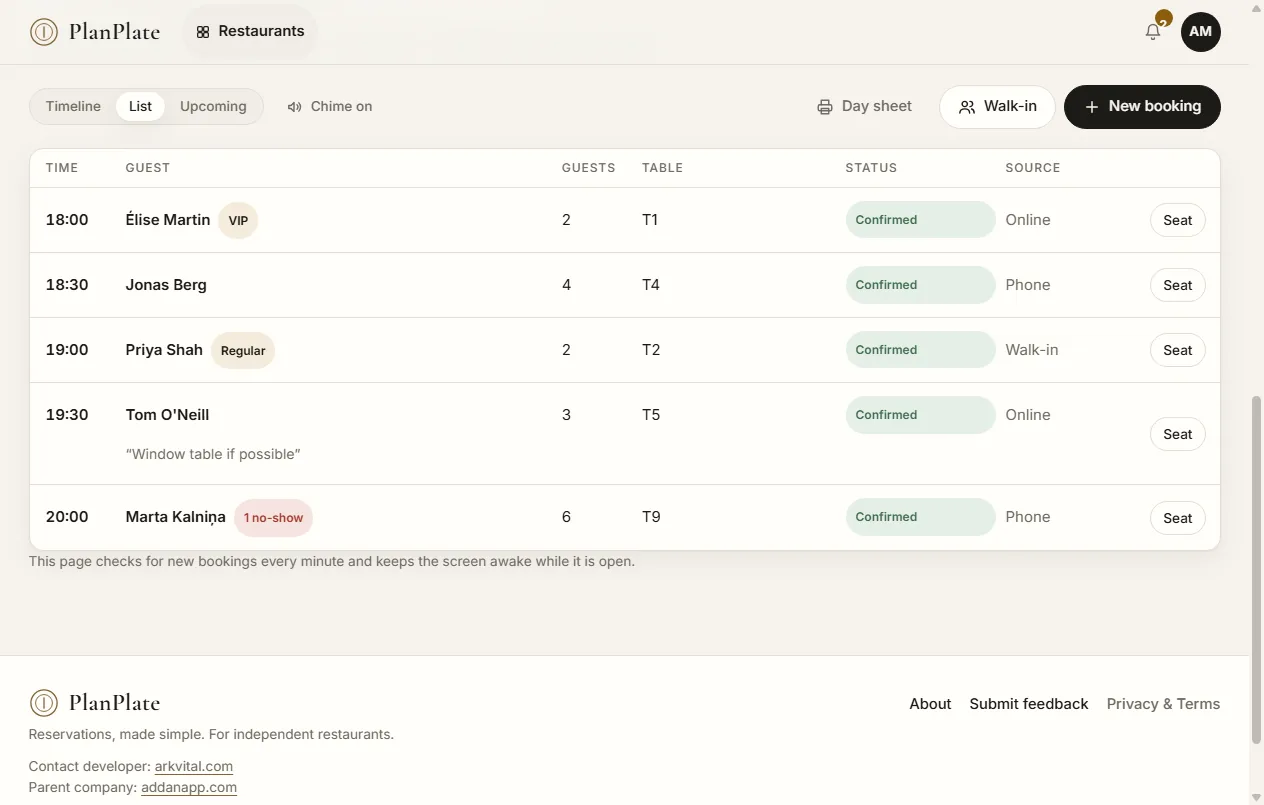 PlanPlate Restaurants 2 AM
Timeline List Upcoming Chime on Day sheet Walk-in New booking
TIME GUEST GUESTS TABLE STATUS SOURCE
18:00 Élise Martin VIP 2 T1 Confirmed Online Seat
18:30 Jonas Berg 4 T4 Confirmed Phone Seat
19:00 Priya Shah Regular 2 T2 Confirmed Walk-in Seat
19:30 Tom O'Neill 3 T5 Confirmed Online Seat
“Window table if possible”
20:00 Marta Kalniņa 1 no-show 6 T9 Confirmed Phone Seat
This page checks for new bookings every minute and keeps the screen awake while it is open.
PlanPlate About Submit feedback Privacy & Terms
Reservations, made simple. For independent restaurants.
Contact developer: arkvital.com
Parent company: addanapp.com